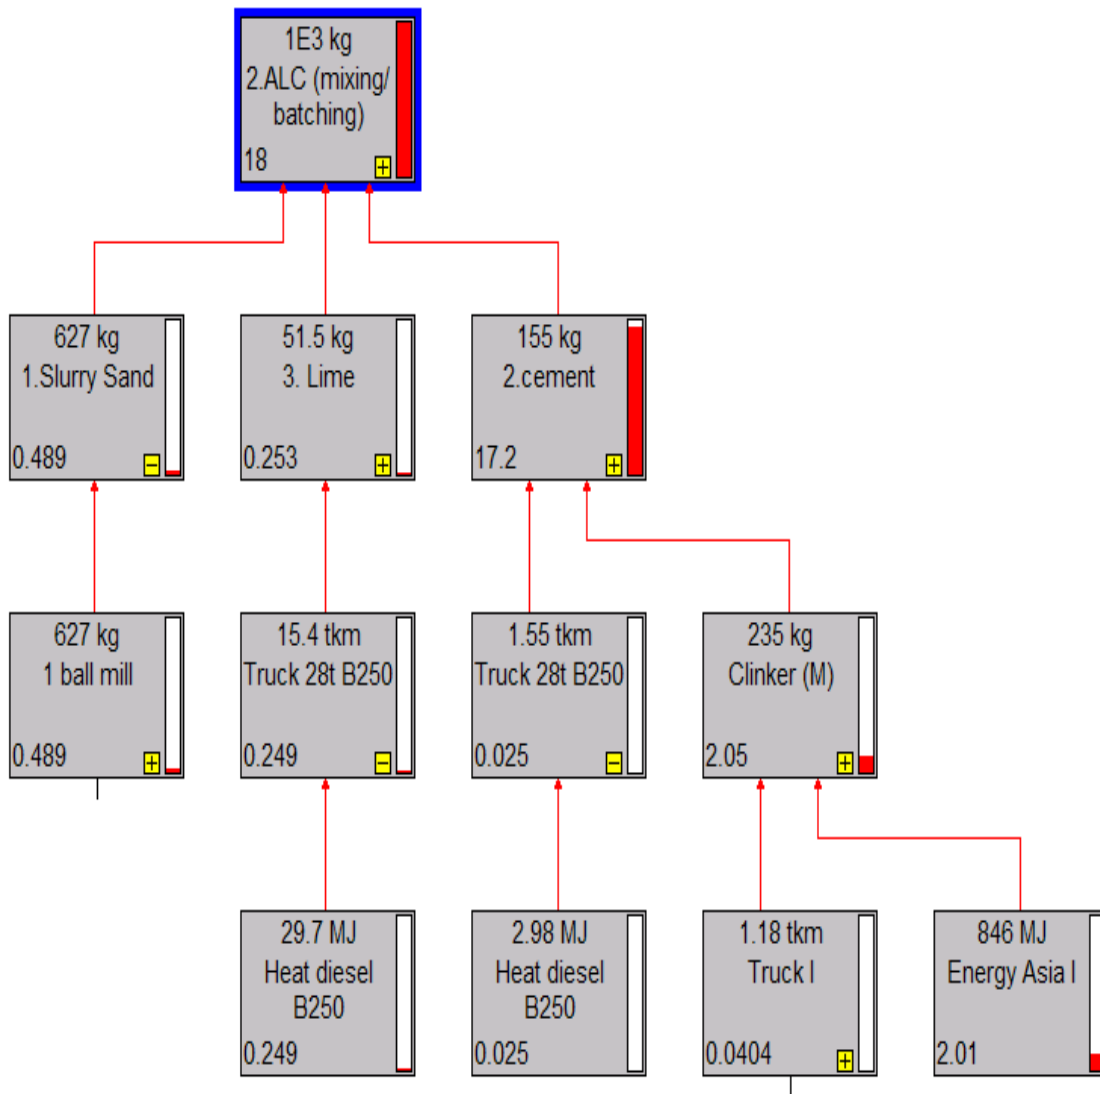 1E3 kg
2.ALC (mixing/
batching)
18
+
627 kg
1.Slurry Sand
0.489
−
51.5 kg
3. Lime
0.253
+
155 kg
2.cement
17.2
+
627 kg
1 ball mill
0.489
+
15.4 tkm
Truck 28t B250
0.249
−
1.55 tkm
Truck 28t B250
0.025
−
235 kg
Clinker (M)
2.05
+
29.7 MJ
Heat diesel
B250
0.249
2.98 MJ
Heat diesel
B250
0.025
1.18 tkm
Truck I
0.0404
+
846 MJ
Energy Asia I
2.01